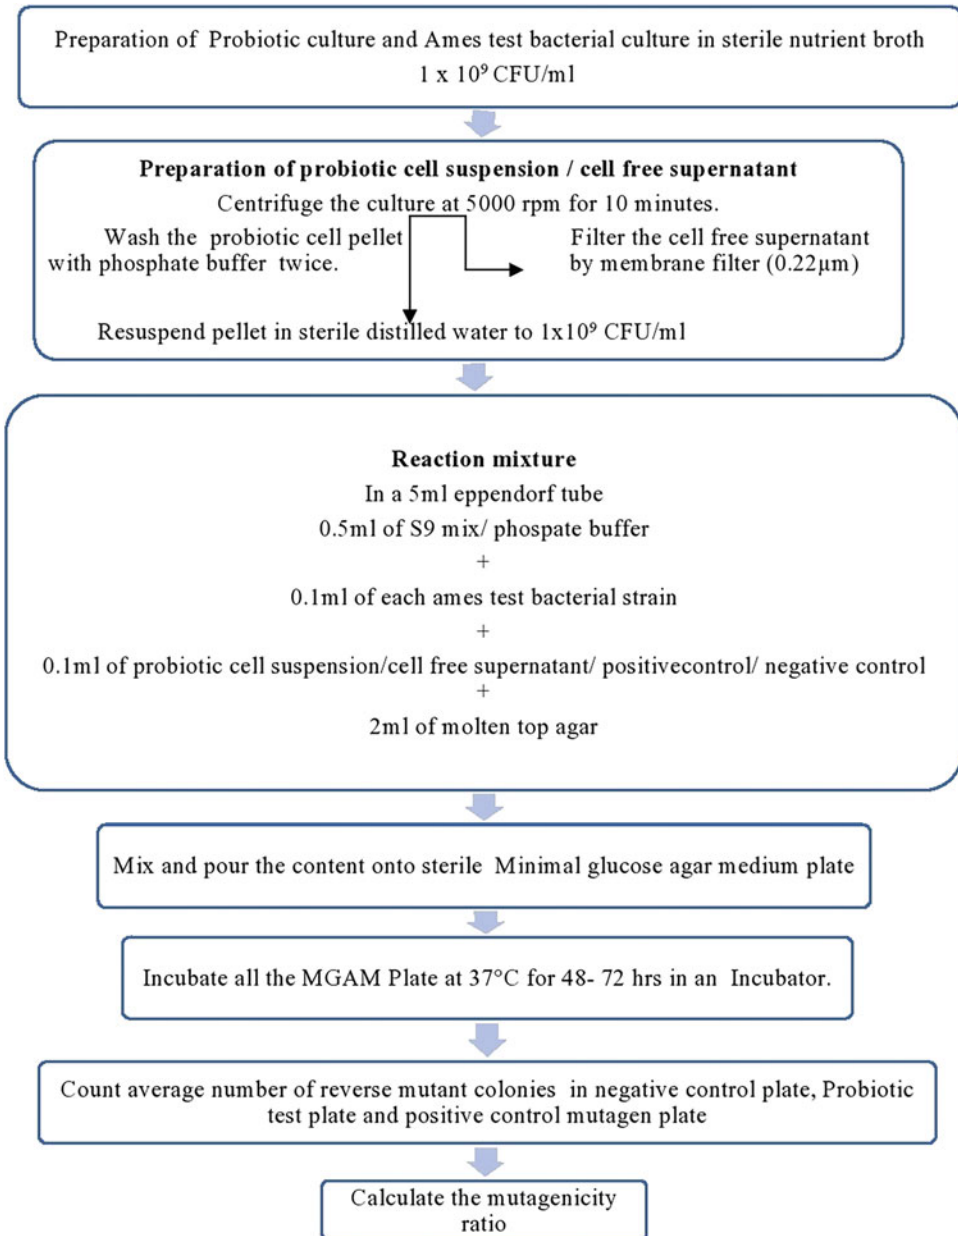 Preparation of Probiotic culture and Ames test bacterial culture in sterile nutrient broth
1 x 10⁹ CFU/ml
Preparation of probiotic cell suspension / cell free supernatant
Centrifuge the culture at 5000 rpm for 10 minutes.
Wash the probiotic cell pellet
with phosphate buffer twice.
Filter the cell free supernatant
by membrane filter (0.22µm)
Resuspend pellet in sterile distilled water to 1x10⁹ CFU/ml
Reaction mixture
In a 5ml eppendorf tube
0.5ml of S9 mix/ phospate buffer
+
0.1ml of each ames test bacterial strain
+
0.1ml of probiotic cell suspension/cell free supernatant/ positivecontrol/ negative control
+
2ml of molten top agar
Mix and pour the content onto sterile Minimal glucose agar medium plate
Incubate all the MGAM Plate at 37°C for 48- 72 hrs in an Incubator.
Count average number of reverse mutant colonies in negative control plate, Probiotic
test plate and positive control mutagen plate
Calculate the mutagenicity
ratio